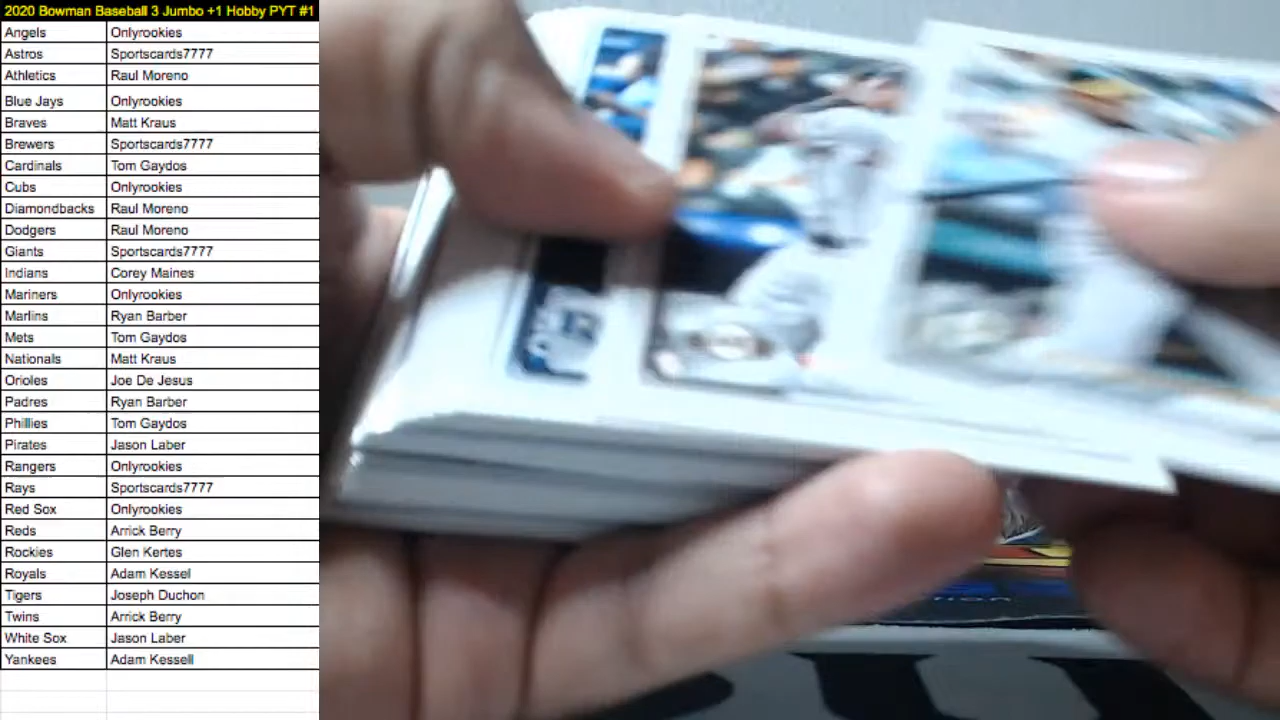 2020 Bowman Baseball 3 Jumbo +1 Hobby PYT #1
Angels Onlyrookies
Astros Sportscards7777
Athletics Raul Moreno
Blue Jays Onlyrookies
Braves Matt Kraus
Brewers Sportscards7777
Cardinals Tom Gaydos
Cubs Onlyrookies
Diamondbacks Raul Moreno
Dodgers Raul Moreno
Giants Sportscards7777
Indians Corey Maines
Mariners Onlyrookies
Marlins Ryan Barber
Mets Tom Gaydos
Nationals Matt Kraus
Orioles Joe De Jesus
Padres Ryan Barber
Phillies Tom Gaydos
Pirates Jason Laber
Rangers Onlyrookies
Rays Sportscards7777
Red Sox Onlyrookies
Reds Arrick Berry
Rockies Glen Kertes
Royals Adam Kessel
Tigers Joseph Duchon
Twins Arrick Berry
White Sox Jason Laber
Yankees Adam Kessell